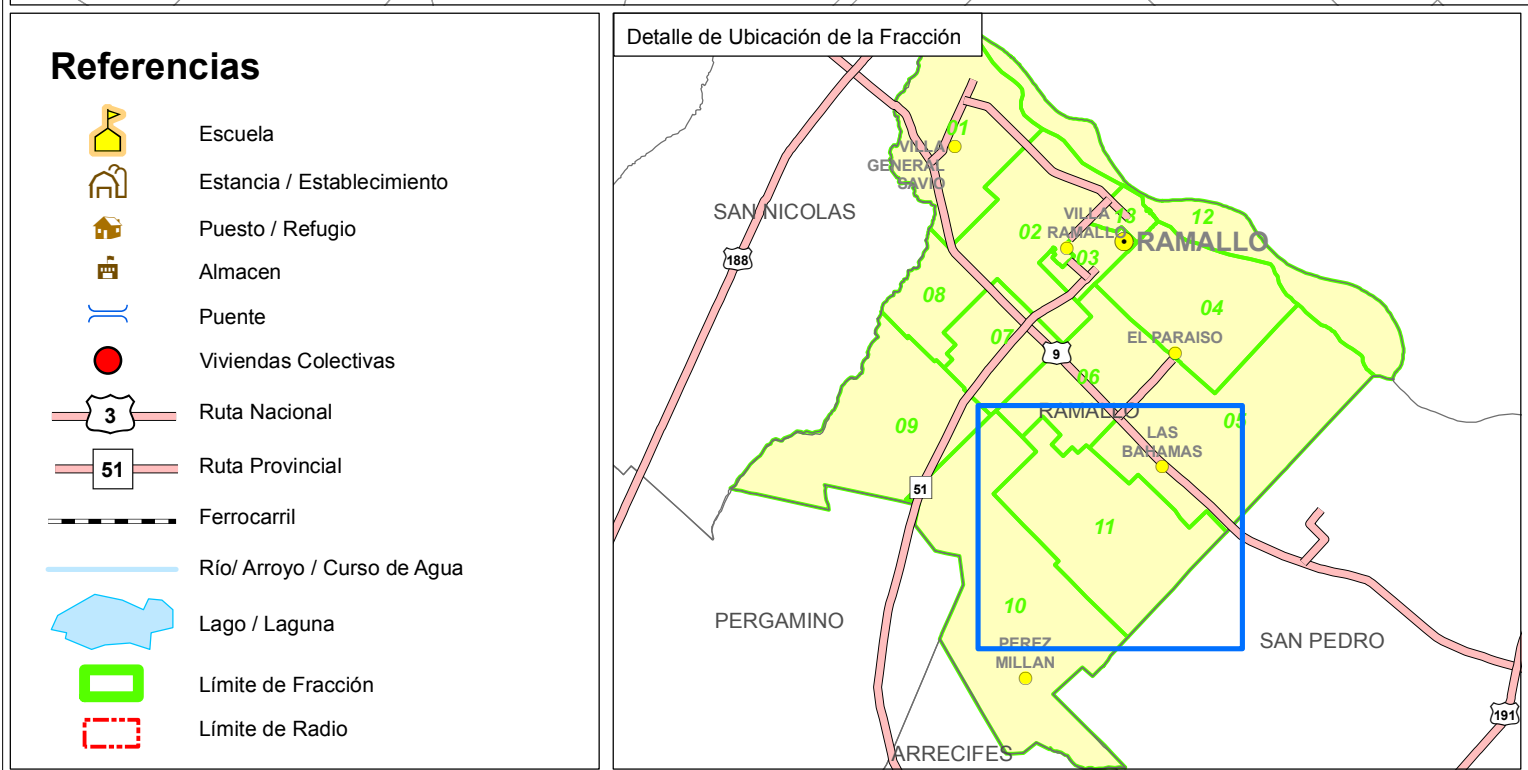 Referencias
Escuela
Estancia / Establecimiento
Puesto / Refugio
Almacen
Puente
Viviendas Colectivas
3
Ruta Nacional
51
Ruta Provincial
Ferrocarril
Río/ Arroyo / Curso de Agua
Lago / Laguna
Límite de Fracción
Límite de Radio
Detalle de Ubicación de la Fracción
01
VILLA
GENERAL
SAVIO
SAN NICOLAS
188
02
VILLA
RAMALLO
13
12
RAMALLO
03
08
04
07
EL PARAISO
9
06
RAMALLO
09
05
LAS
BAHAMAS
51
11
10
PERGAMINO
PEREZ
MILLAN
SAN PEDRO
191
ARRECIFES